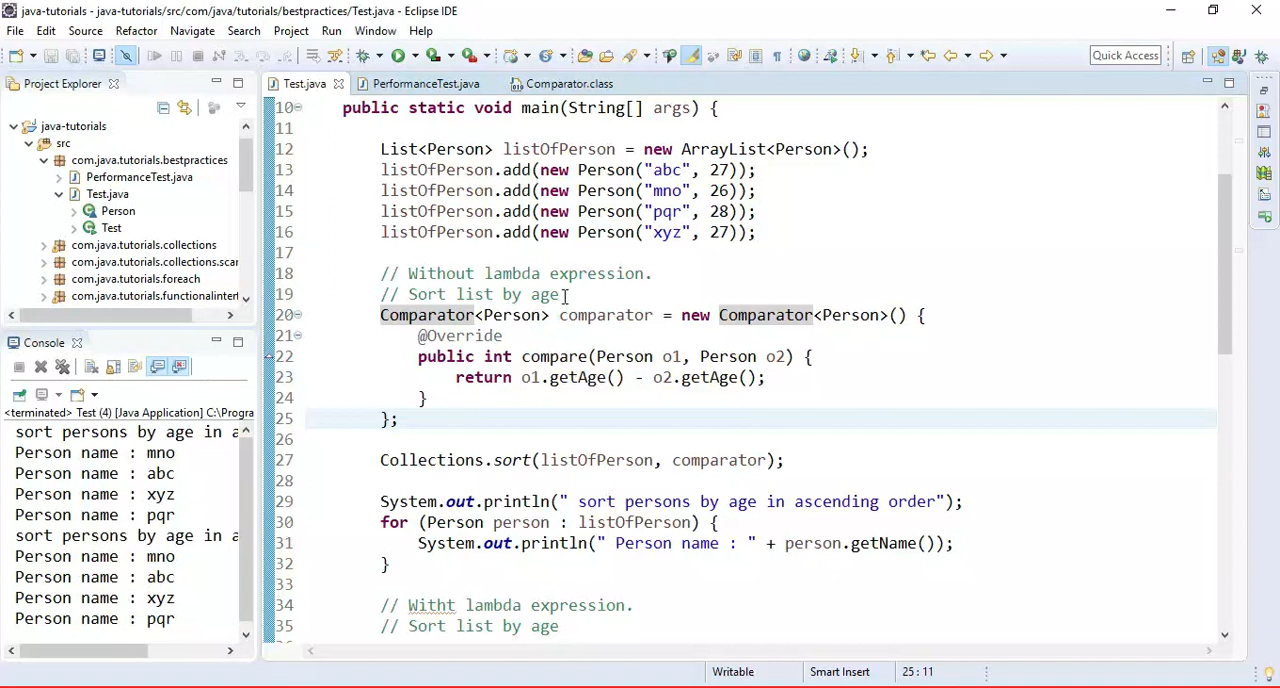 java-tutorials - java-tutorials/src/com/java/tutorials/bestpractices/Test.java - Eclipse IDE
File Edit Source Refactor Navigate Search Project Run Window Help
Quick Access
Project Explorer
java-tutorials
src
com.java.tutorials.bestpractices
PerformanceTest.java
Test.java
Person
Test
com.java.tutorials.collections
com.java.tutorials.collections.scar
com.java.tutorials.foreach
com.java.tutorials.functionalinterf
Console
<terminated> Test (4) [Java Application] C:\Progra
sort persons by age in a
Person name : mno
Person name : abc
Person name : xyz
Person name : pqr
sort persons by age in a
Person name : mno
Person name : abc
Person name : xyz
Person name : pqr
Test.java PerformanceTest.java Comparator.class
10 public static void main(String[] args) {
11
12 List<Person> listOfPerson = new ArrayList<Person>();
13 listOfPerson.add(new Person("abc", 27));
14 listOfPerson.add(new Person("mno", 26));
15 listOfPerson.add(new Person("pqr", 28));
16 listOfPerson.add(new Person("xyz", 27));
17
18 // Without lambda expression.
19 // Sort list by age
20 Comparator<Person> comparator = new Comparator<Person>() {
21 @Override
22 public int compare(Person o1, Person o2) {
23 return o1.getAge() - o2.getAge();
24 }
25 };
26
27 Collections.sort(listOfPerson, comparator);
28
29 System.out.println(" sort persons by age in ascending order");
30 for (Person person : listOfPerson) {
31 System.out.println(" Person name : " + person.getName());
32 }
33
34 // Witht lambda expression.
35 // Sort list by age
Writable Smart Insert 25 : 11